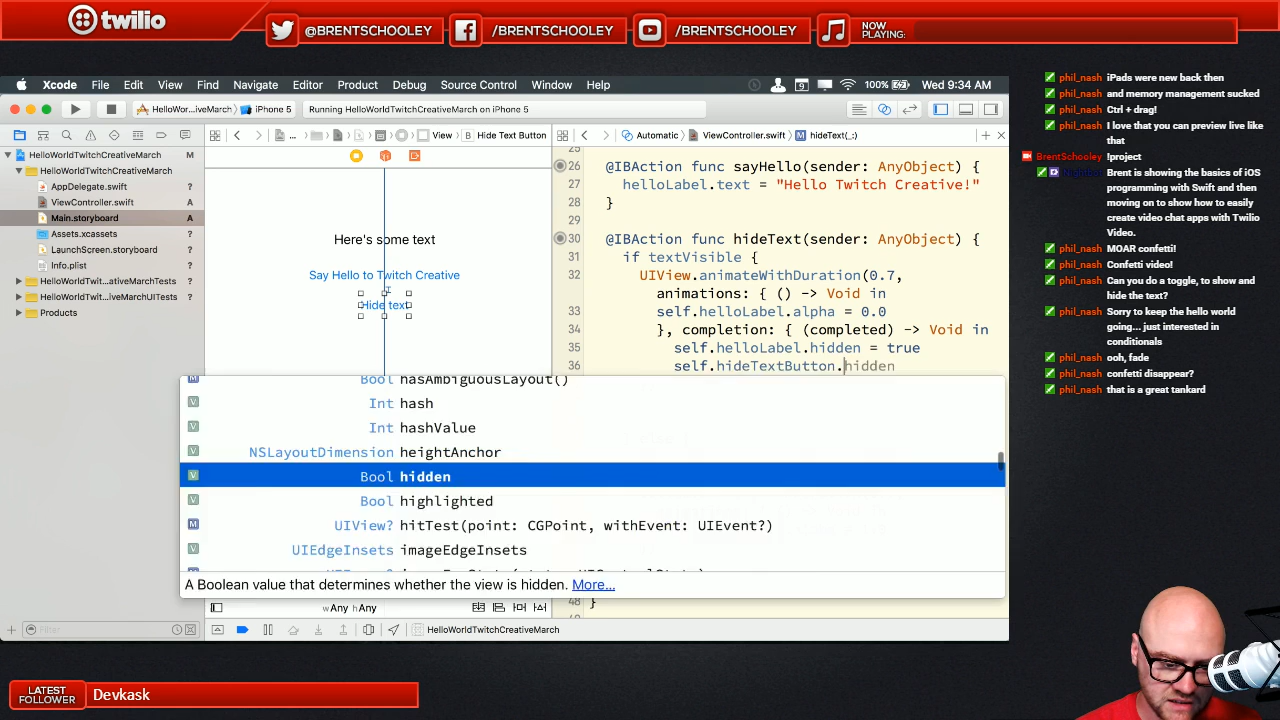 twilio
@BRENTSCHOOLEY
/BRENTSCHOOLEY
/BRENTSCHOOLEY
NOW
PLAYING:
Xcode File Edit View Find Navigate Editor Product Debug Source Control Window Help
9
100%
Wed 9:34 AM
HelloWor...iveMarch
iPhone 5
Running HelloWorldTwitchCreativeMarch on iPhone 5
View
B Hide Text Button
Automatic
ViewController.swift
M hideText(_:)
HelloWorldTwitchCreativeMarch M
HelloWorldTwitchCreativeMarch
AppDelegate.swift ?
ViewController.swift A
Main.storyboard A
Assets.xcassets ?
LaunchScreen.storyboard ?
Info.plist ?
HelloWorldT...ativeMarchTests ?
HelloWorldT...iveMarchUITests ?
Products
Here's some text
Say Hello to Twitch Creative
Hide text
25
26 @IBAction func sayHello(sender: AnyObject) {
27 helloLabel.text = "Hello Twitch Creative!"
28 }
29
30 @IBAction func hideText(sender: AnyObject) {
31 if textVisible {
32 UIView.animateWithDuration(0.7,
animations: { () -> Void in
33 self.helloLabel.alpha = 0.0
34 }, completion: { (completed) -> Void in
35 self.helloLabel.hidden = true
36 self.hideTextButton.hidden
M Bool hasAmbiguousLayout()
V Int hash
V Int hashValue
V NSLayoutDimension heightAnchor
V Bool hidden
V Bool highlighted
M UIView? hitTest(point: CGPoint, withEvent: UIEvent?)
V UIEdgeInsets imageEdgeInsets
A Boolean value that determines whether the view is hidden. More...
48 }
wAny hAny
Filter
HelloWorldTwitchCreativeMarch
phil_nash iPads were new back then
phil_nash and memory management sucked
phil_nash Ctrl + drag!
phil_nash I love that you can preview live like
that
BrentSchooley !project
Nightbot Brent is showing the basics of iOS
programming with Swift and then
moving on to show how to easily
create video chat apps with Twilio
Video.
phil_nash MOAR confetti!
phil_nash Confetti video!
phil_nash Can you do a toggle, to show and
hide the text?
phil_nash Sorry to keep the hello world
going... just interested in
conditionals
phil_nash ooh, fade
phil_nash confetti disappear?
phil_nash that is a great tankard
LATEST
FOLLOWER
Devkask